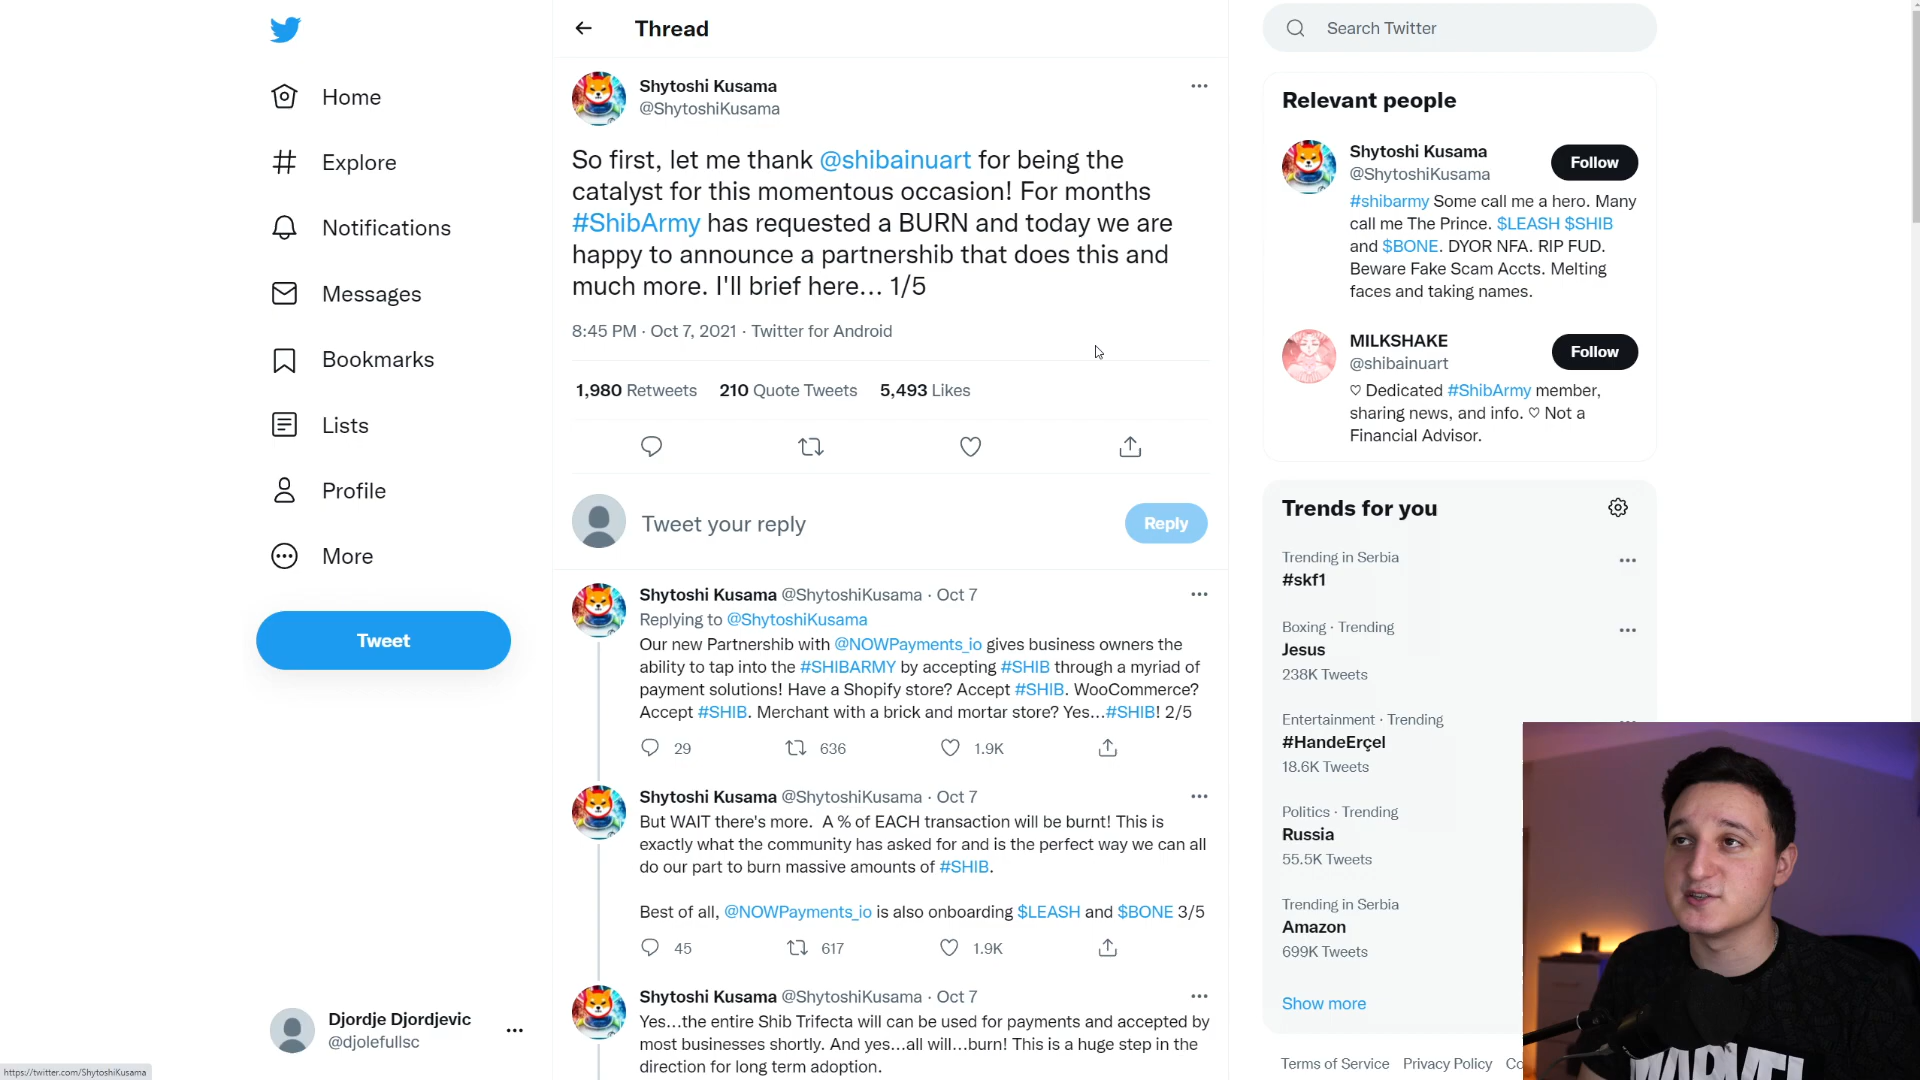 Thread
Search Twitter
Home
Explore
Notifications
Messages
Bookmarks
Lists
Profile
More
Tweet
Djordje Djordjevic
@djolefullsc
https://twitter.com/ShytoshiKusama
Shytoshi Kusama
@ShytoshiKusama
So first, let me thank @shibainuart for being the
catalyst for this momentous occasion! For months
#ShibArmy has requested a BURN and today we are
happy to announce a partnershib that does this and
much more. I'll brief here... 1/5
8:45 PM · Oct 7, 2021 · Twitter for Android
1,980 Retweets 210 Quote Tweets 5,493 Likes
Tweet your reply
Reply
Shytoshi Kusama @ShytoshiKusama · Oct 7
Replying to @ShytoshiKusama
Our new Partnershib with @NOWPayments_io gives business owners the
ability to tap into the #SHIBARMY by accepting #SHIB through a myriad of
payment solutions! Have a Shopify store? Accept #SHIB. WooCommerce?
Accept #SHIB. Merchant with a brick and mortar store? Yes...#SHIB! 2/5
29 636 1.9K
Shytoshi Kusama @ShytoshiKusama · Oct 7
But WAIT there's more. A % of EACH transaction will be burnt! This is
exactly what the community has asked for and is the perfect way we can all
do our part to burn massive amounts of #SHIB.
Best of all, @NOWPayments_io is also onboarding $LEASH and $BONE 3/5
45 617 1.9K
Shytoshi Kusama @ShytoshiKusama · Oct 7
Yes...the entire Shib Trifecta will can be used for payments and accepted by
most businesses shortly. And yes...all will...burn! This is a huge step in the
direction for long term adoption.
Relevant people
Shytoshi Kusama
@ShytoshiKusama
Follow
#shibarmy Some call me a hero. Many
call me The Prince. $LEASH $SHIB
and $BONE. DYOR NFA. RIP FUD.
Beware Fake Scam Accts. Melting
faces and taking names.
MILKSHAKE
@shibainuart
Follow
♡ Dedicated #ShibArmy member,
sharing news, and info. ♡ Not a
Financial Advisor.
Trends for you
Trending in Serbia
#skf1
Boxing · Trending
Jesus
238K Tweets
Entertainment · Trending
#HandeErçel
18.6K Tweets
Politics · Trending
Russia
55.5K Tweets
Trending in Serbia
Amazon
699K Tweets
Show more
Terms of Service Privacy Policy Co
MARVEL